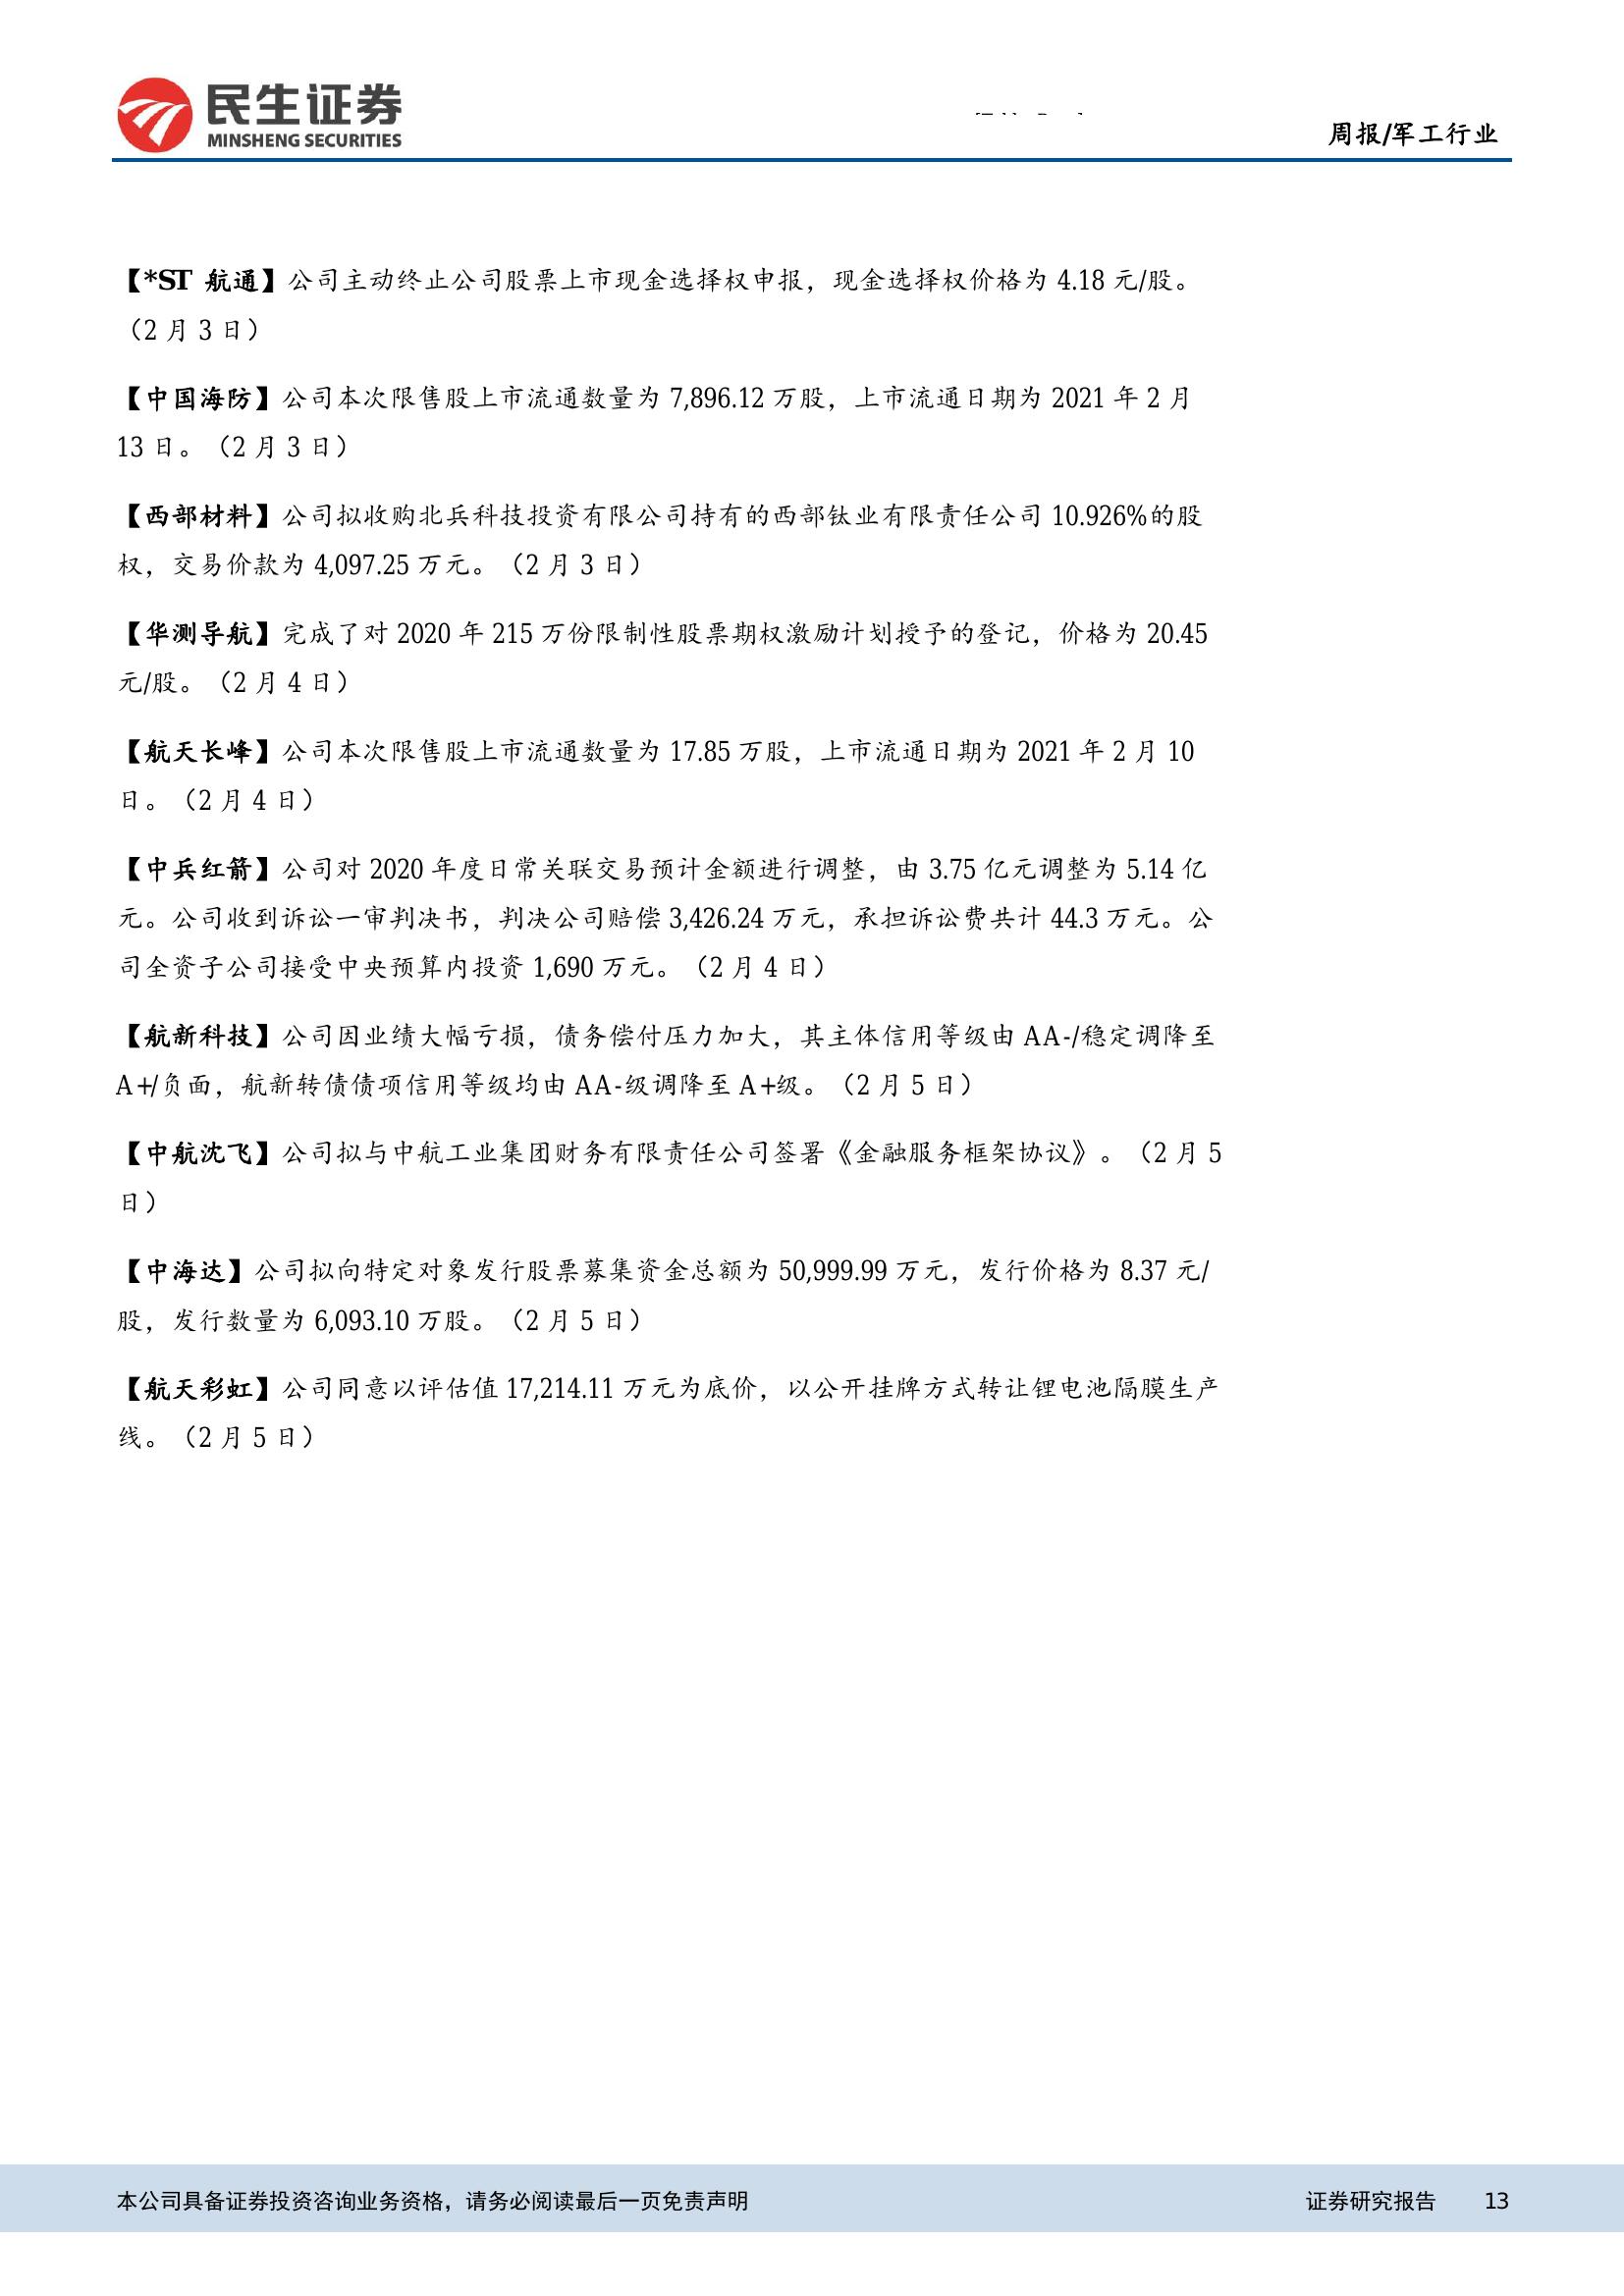 民生证券
MINSHENG SECURITIES
周报/军工行业
【*ST 航通】公司主动终止公司股票上市现金选择权申报，现金选择权价格为 4.18 元/股。
（2 月 3 日）
【中国海防】公司本次限售股上市流通数量为 7,896.12 万股，上市流通日期为 2021 年 2 月
13 日。（2 月 3 日）
【西部材料】公司拟收购北兵科技投资有限公司持有的西部钛业有限责任公司 10.926%的股
权，交易价款为 4,097.25 万元。（2 月 3 日）
【华测导航】完成了对 2020 年 215 万份限制性股票期权激励计划授予的登记，价格为 20.45
元/股。（2 月 4 日）
【航天长峰】公司本次限售股上市流通数量为 17.85 万股，上市流通日期为 2021 年 2 月 10
日。（2 月 4 日）
【中兵红箭】公司对 2020 年度日常关联交易预计金额进行调整，由 3.75 亿元调整为 5.14 亿
元。公司收到诉讼一审判决书，判决公司赔偿 3,426.24 万元，承担诉讼费共计 44.3 万元。公
司全资子公司接受中央预算内投资 1,690 万元。（2 月 4 日）
【航新科技】公司因业绩大幅亏损，债务偿付压力加大，其主体信用等级由 AA-/稳定调降至
A+/负面，航新转债债项信用等级均由 AA-级调降至 A+级。（2 月 5 日）
【中航沈飞】公司拟与中航工业集团财务有限责任公司签署《金融服务框架协议》。（2 月 5
日）
【中海达】公司拟向特定对象发行股票募集资金总额为 50,999.99 万元，发行价格为 8.37 元/
股，发行数量为 6,093.10 万股。（2 月 5 日）
【航天彩虹】公司同意以评估值 17,214.11 万元为底价，以公开挂牌方式转让锂电池隔膜生产
线。（2 月 5 日）
本公司具备证券投资咨询业务资格，请务必阅读最后一页免责声明
证券研究报告 13